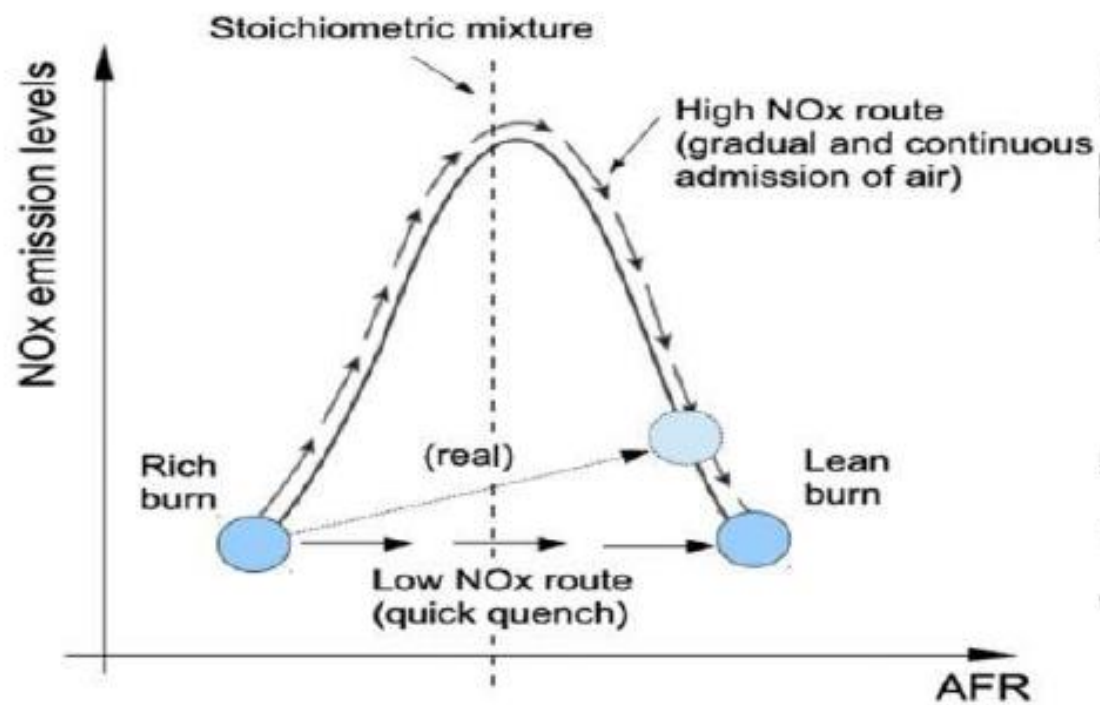 Stoichiometric mixture
NOx emission levels
High NOx route
(gradual and continuous
admission of air)
Rich
burn
(real)
Lean
burn
Low NOx route
(quick quench)
AFR